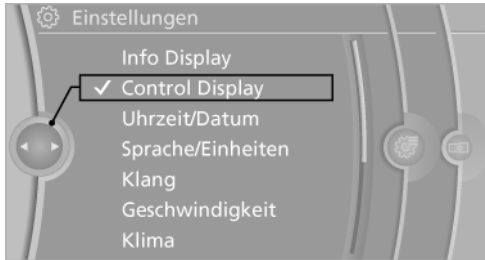 Einstellungen
Info Display
Control Display
Uhrzeit/Datum
Sprache/Einheiten
Klang
Geschwindigkeit
Klima